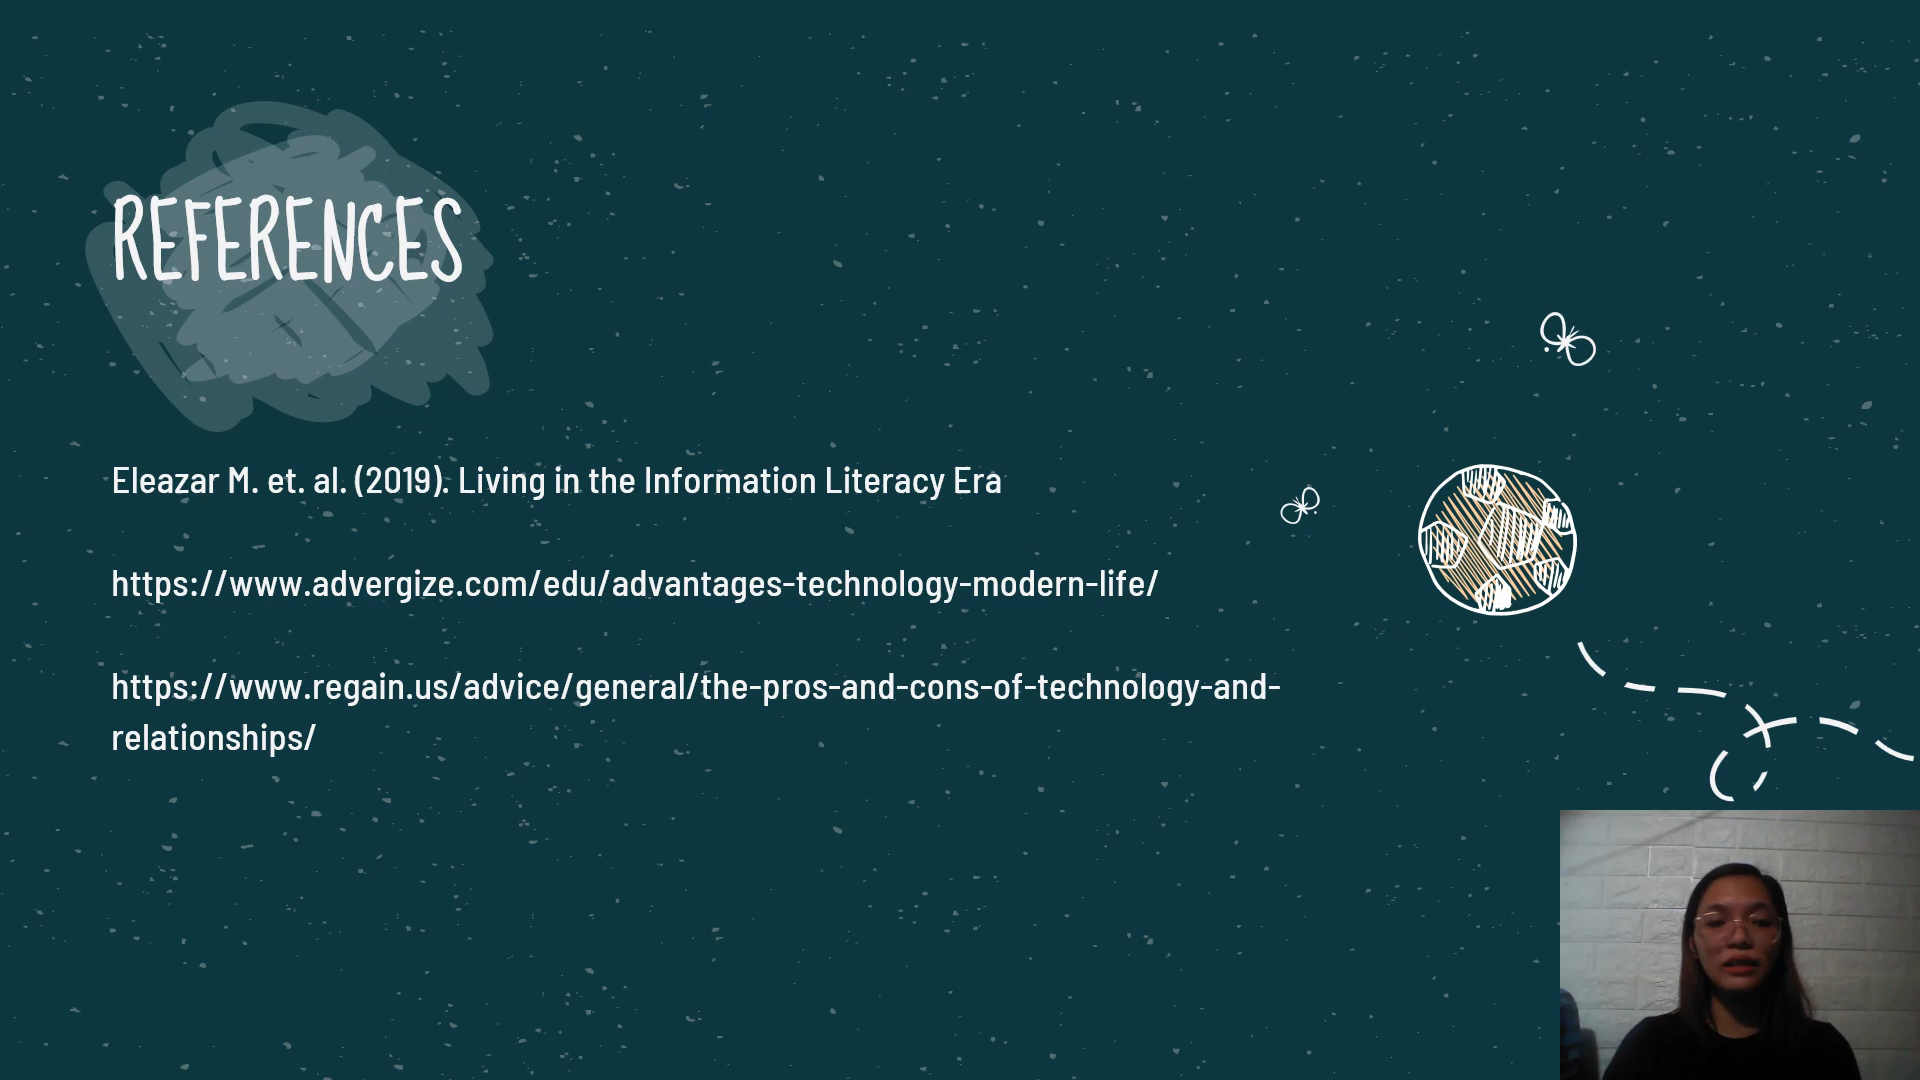 REFERENCES
Eleazar M. et. al. (2019). Living in the Information Literacy Era
https://www.advergize.com/edu/advantages-technology-modern-life/
https://www.regain.us/advice/general/the-pros-and-cons-of-technology-and-
relationships/